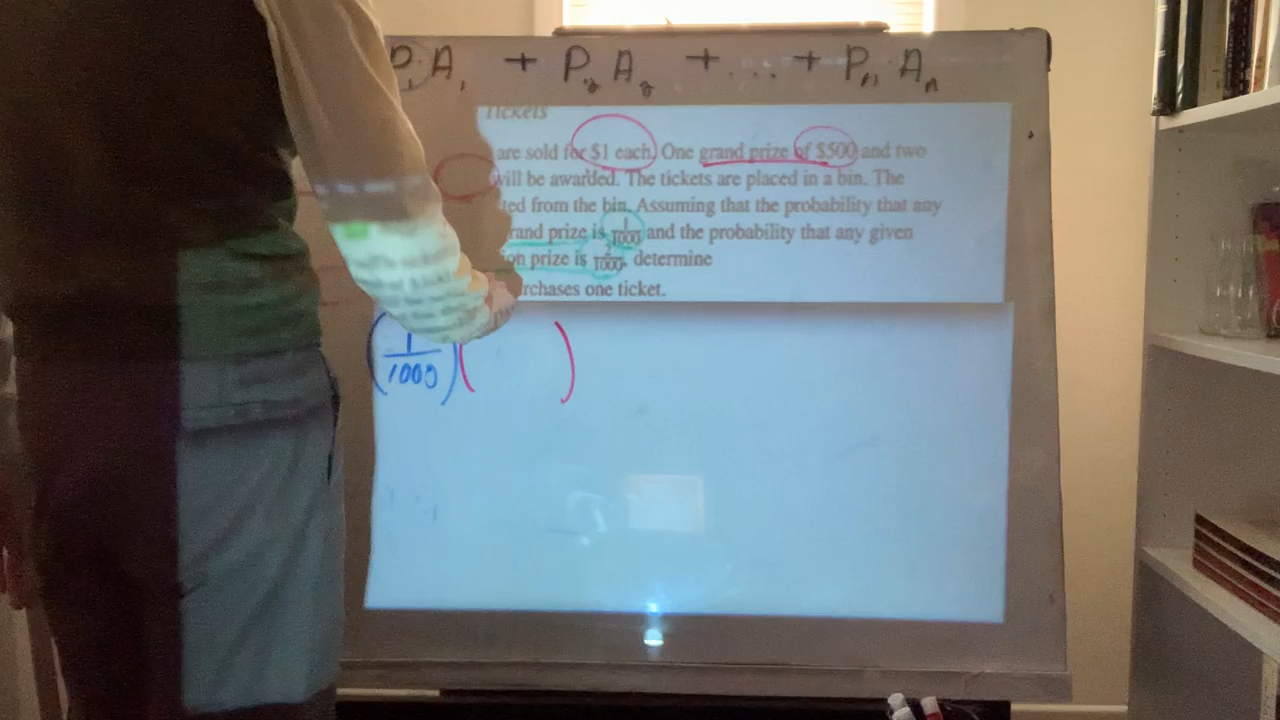 P₁A₁ + P₂A₂ + ... + Pₙ Aₙ
Tickets
are sold for $1 each. One grand prize of $500 and two
will be awarded. The tickets are placed in a bin. The
ted from the bin. Assuming that the probability that any
rand prize is 1/1000 and the probability that any given
on prize is 2/1000, determine
rchases one ticket.
(1/1000)( )